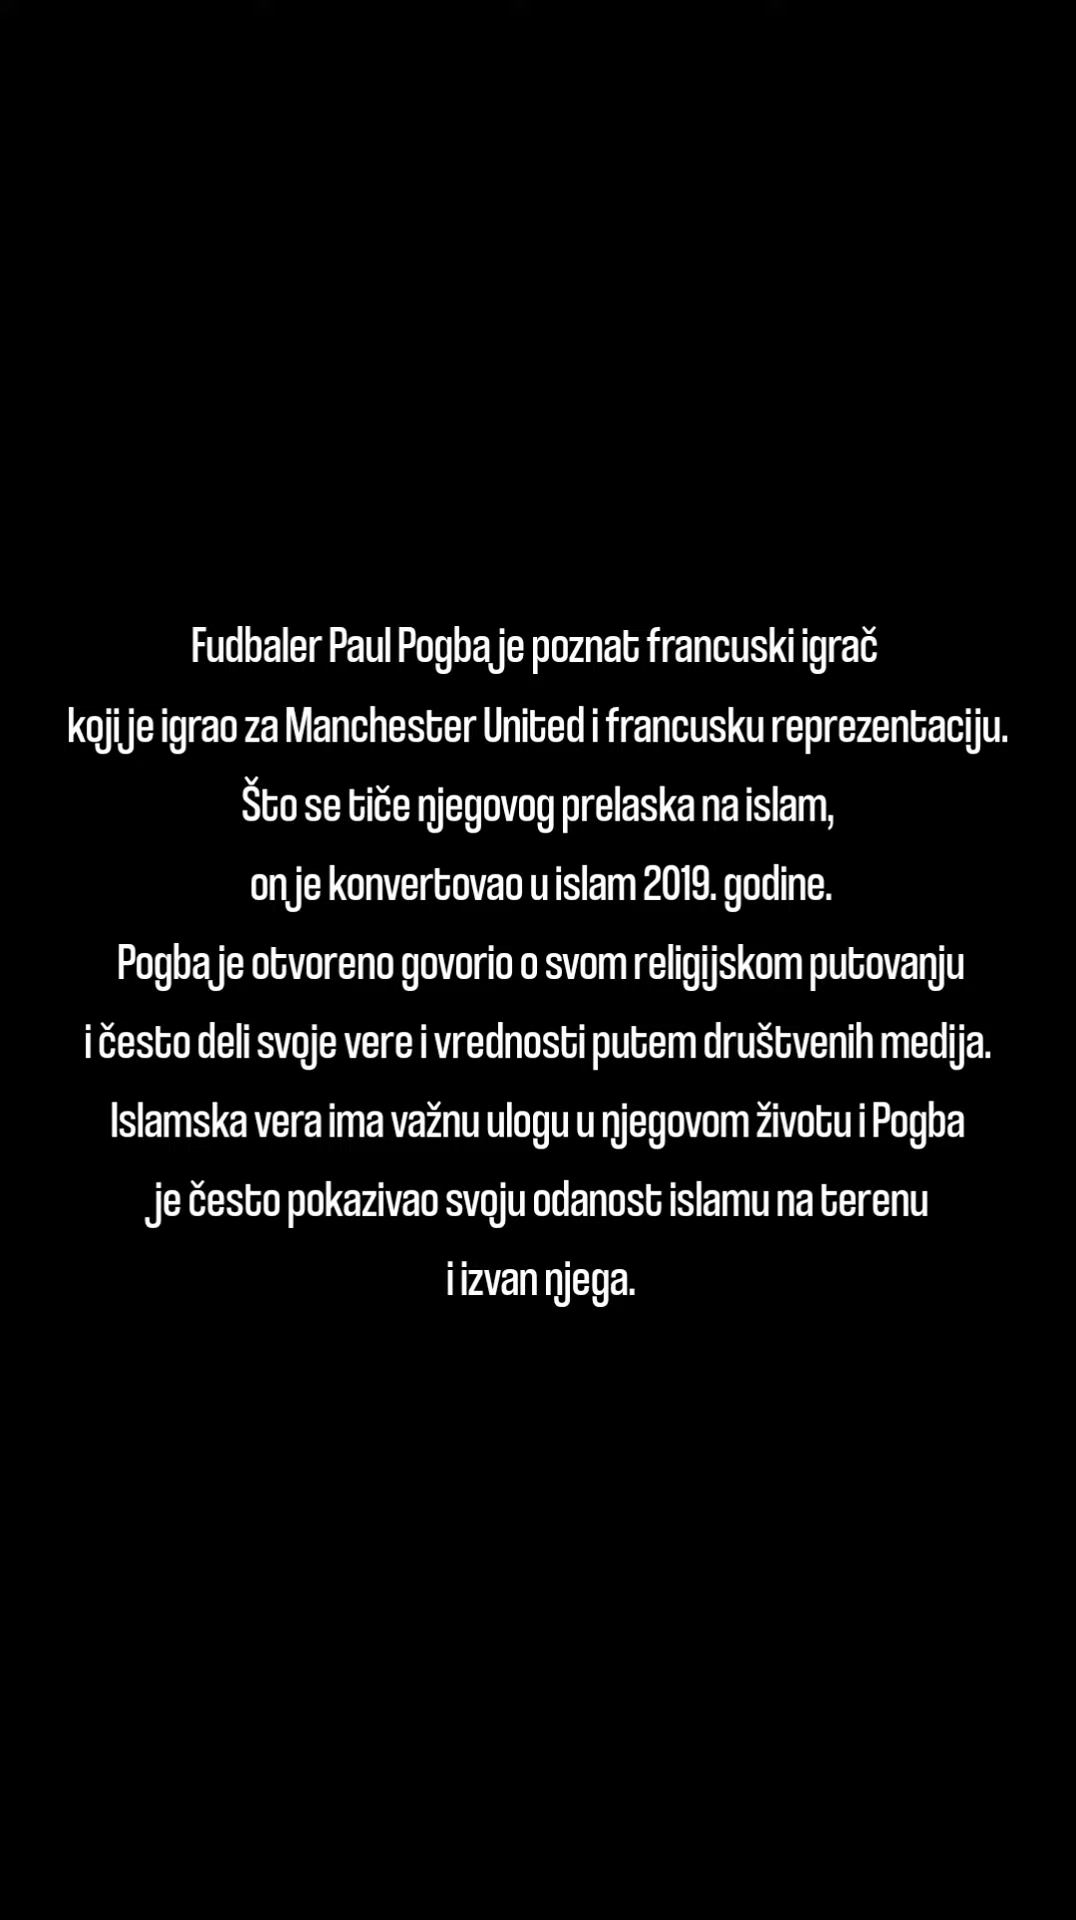 Fudbaler Paul Pogba je poznat francuski igrač
koji je igrao za Manchester United i francusku reprezentaciju.
Što se tiče njegovog prelaska na islam,
on je konvertovao u islam 2019. godine.
Pogba je otvoreno govorio o svom religijskom putovanju
i često deli svoje vere i vrednosti putem društvenih medija.
Islamska vera ima važnu ulogu u njegovom životu i Pogba
je često pokazivao svoju odanost islamu na terenu
i izvan njega.